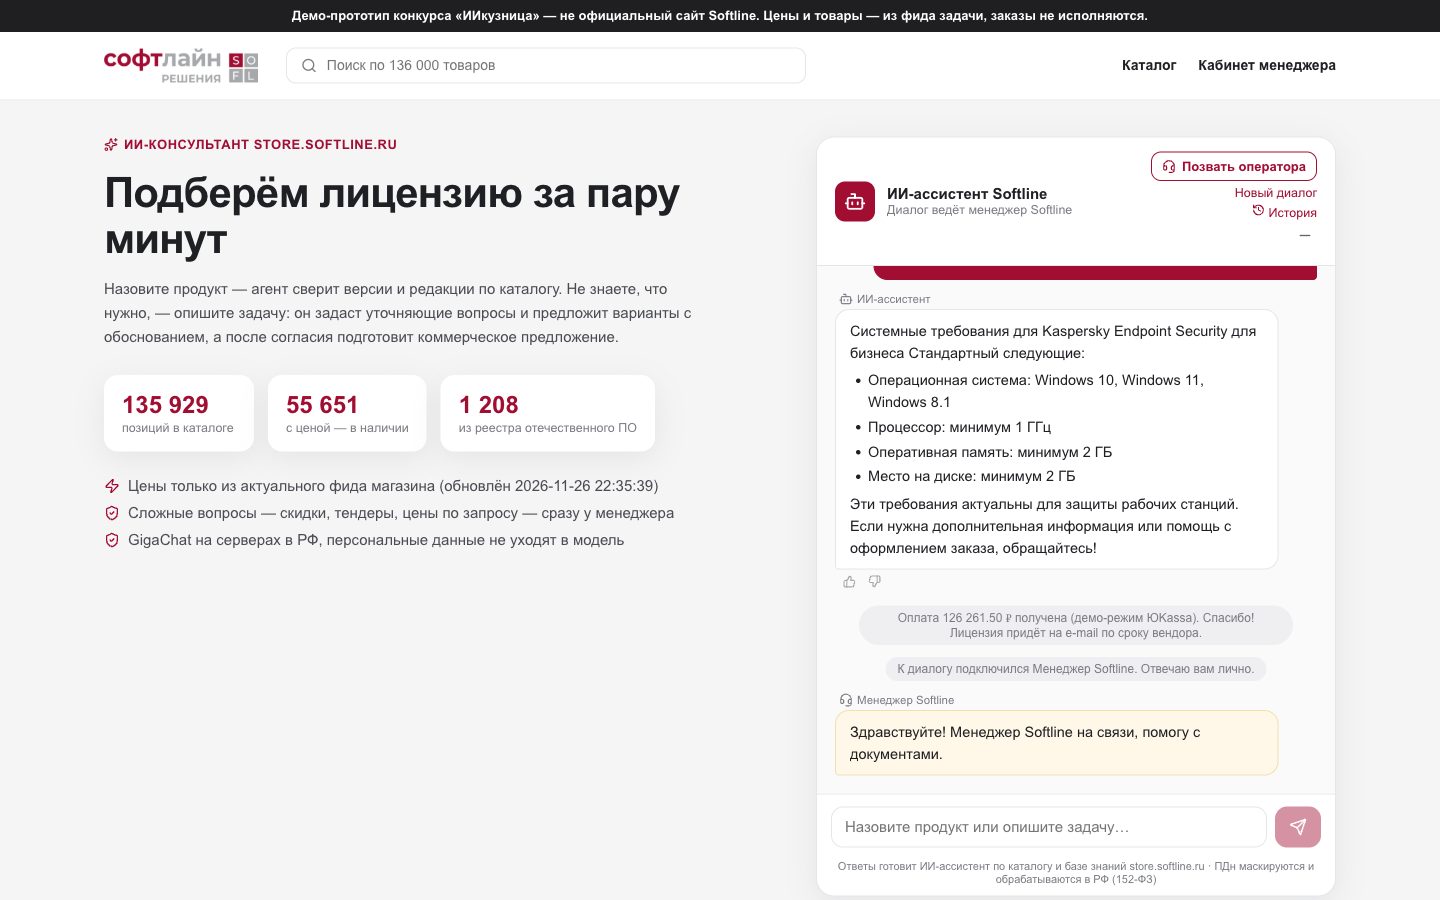 Демо-прототип конкурса «ИИкузница» — не официальный сайт Softline. Цены и товары — из фида задачи, заказы не исполняются.
софтлайн
РЕШЕНИЯ
S O
F L
Поиск по 136 000 товаров
Каталог
Кабинет менеджера
ИИ-КОНСУЛЬТАНТ STORE.SOFTLINE.RU
Подберём лицензию за пару
минут
Назовите продукт — агент сверит версии и редакции по каталогу. Не знаете, что
нужно, — опишите задачу: он задаст уточняющие вопросы и предложит варианты с
обоснованием, а после согласия подготовит коммерческое предложение.
135 929
позиций в каталоге
55 651
с ценой — в наличии
1 208
из реестра отечественного ПО
Цены только из актуального фида магазина (обновлён 2026-11-26 22:35:39)
Сложные вопросы — скидки, тендеры, цены по запросу — сразу у менеджера
GigaChat на серверах в РФ, персональные данные не уходят в модель
ИИ-ассистент Softline
Диалог ведёт менеджер Softline
Позвать оператора
Новый диалог
История
—
ИИ-ассистент
Системные требования для Kaspersky Endpoint Security для
бизнеса Стандартный следующие:
• Операционная система: Windows 10, Windows 11,
Windows 8.1
• Процессор: минимум 1 ГГц
• Оперативная память: минимум 2 ГБ
• Место на диске: минимум 2 ГБ
Эти требования актуальны для защиты рабочих станций.
Если нужна дополнительная информация или помощь с
оформлением заказа, обращайтесь!
Оплата 126 261.50 ₽ получена (демо-режим ЮKassa). Спасибо!
Лицензия придёт на e-mail по сроку вендора.
К диалогу подключился Менеджер Softline. Отвечаю вам лично.
Менеджер Softline
Здравствуйте! Менеджер Softline на связи, помогу с
документами.
Назовите продукт или опишите задачу…
Ответы готовит ИИ-ассистент по каталогу и базе знаний store.softline.ru · ПДн маскируются и
обрабатываются в РФ (152-ФЗ)